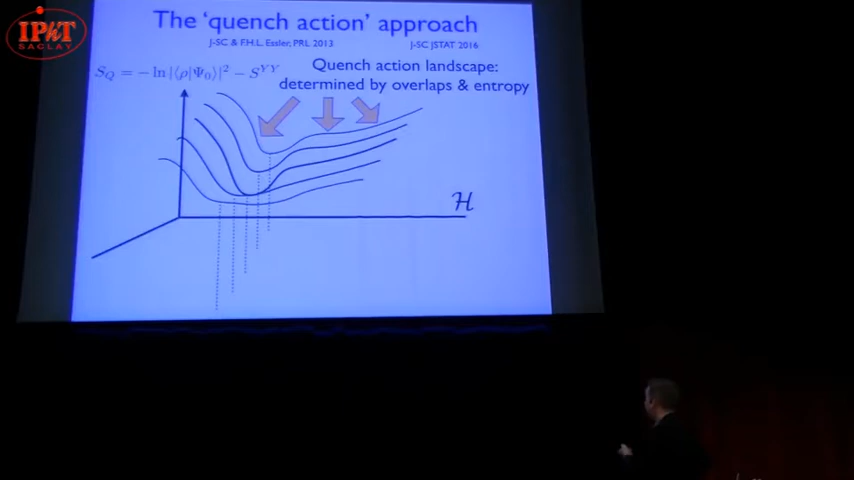 IPhT
SACLAY
The 'quench action' approach
J-SC & F.H.L. Essler, PRL 2013
J-SC JSTAT 2016
S_Q = − ln |⟨ρ|Ψ_0⟩|^2 − S^{YY}
Quench action landscape:
determined by overlaps & entropy
ℋ